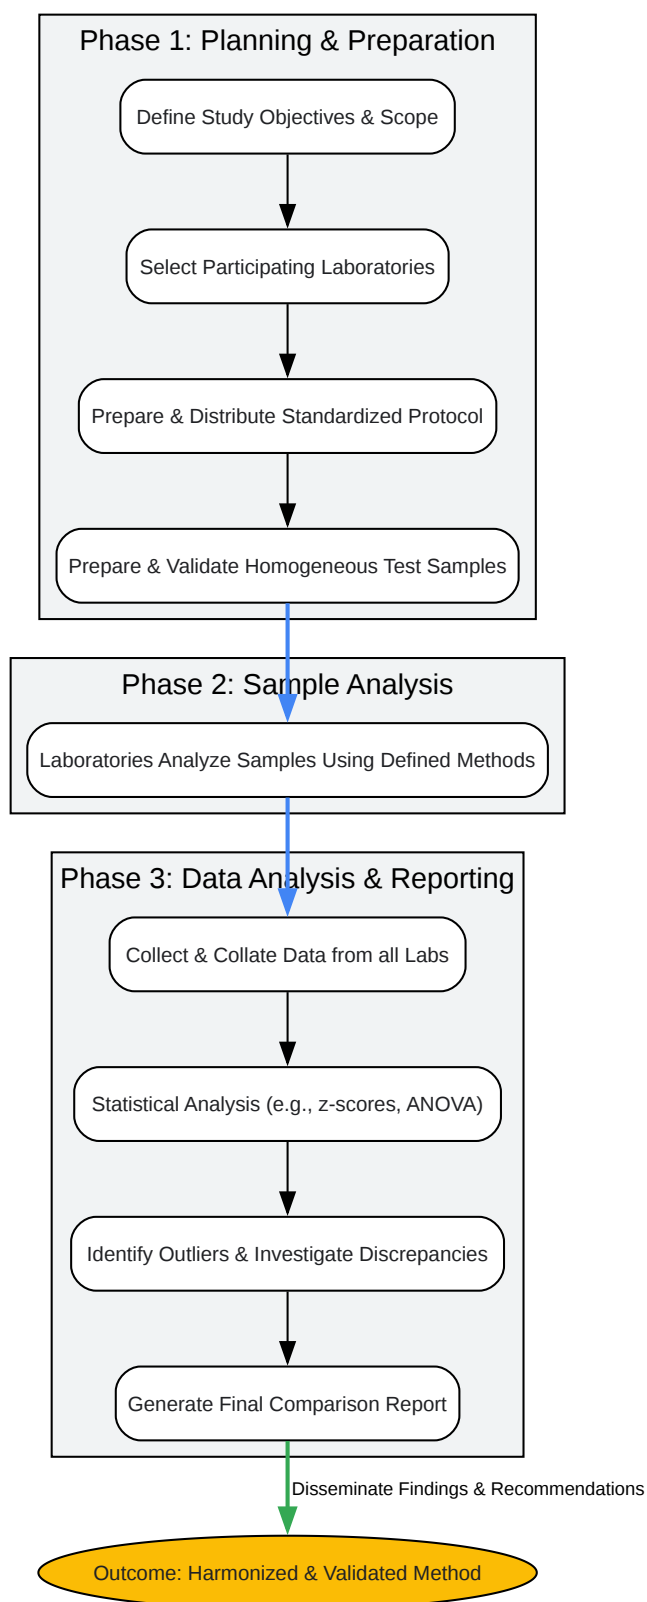 Phase 1: Planning & Preparation
Define Study Objectives & Scope
Select Participating Laboratories
Prepare & Distribute Standardized Protocol
Prepare & Validate Homogeneous Test Samples
Phase 2: Sample Analysis
Laboratories Analyze Samples Using Defined Methods
Phase 3: Data Analysis & Reporting
Collect & Collate Data from all Labs
Statistical Analysis (e.g., z-scores, ANOVA)
Identify Outliers & Investigate Discrepancies
Generate Final Comparison Report
Disseminate Findings & Recommendations
Outcome: Harmonized & Validated Method